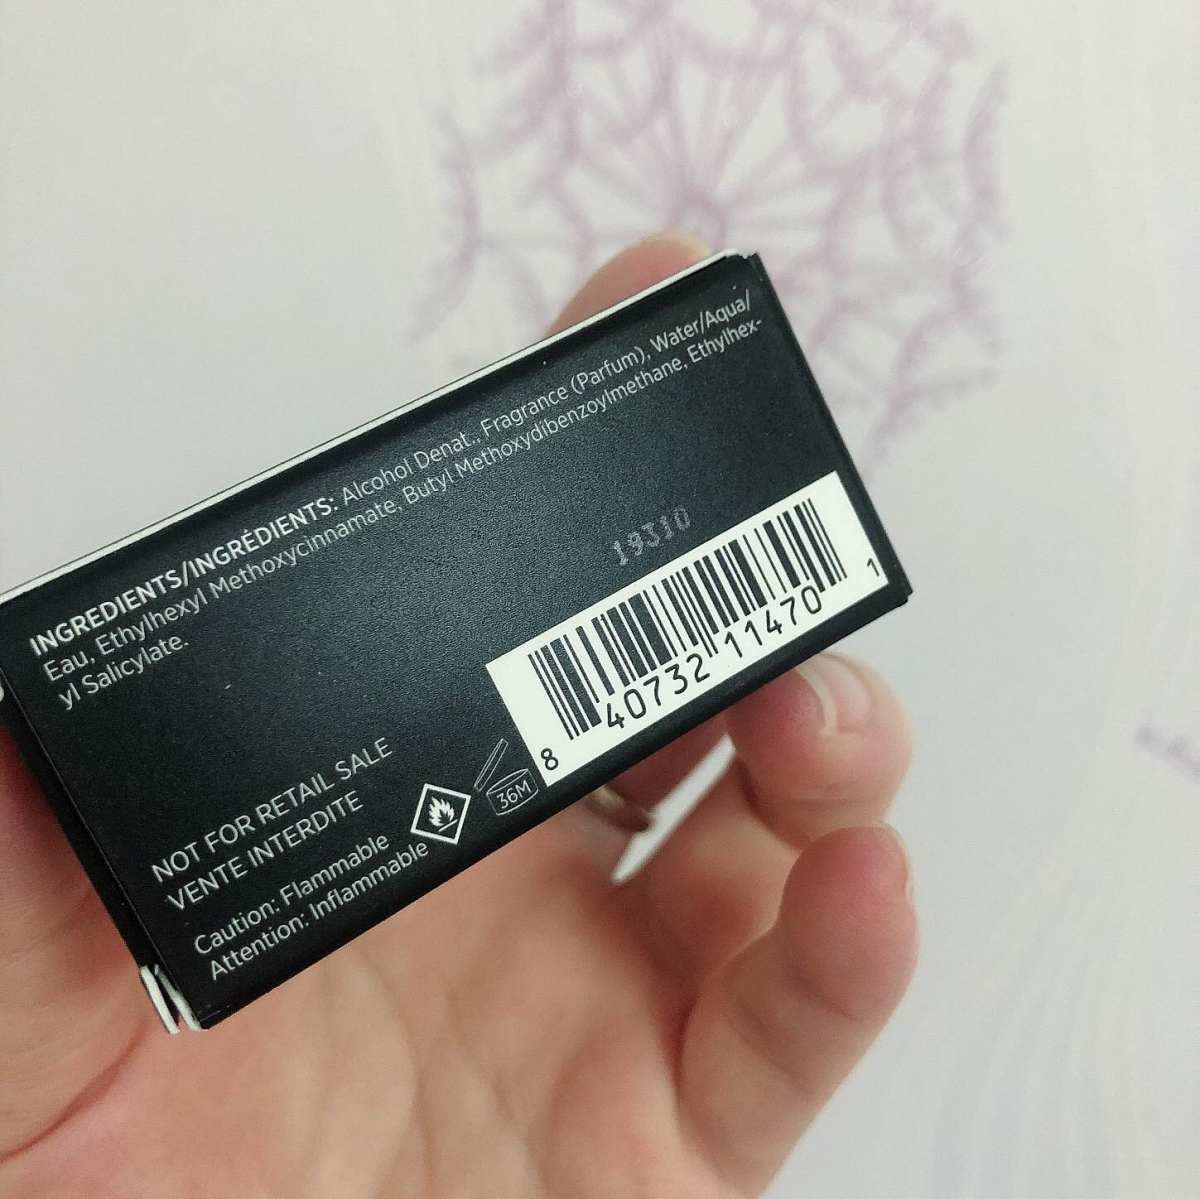 INGREDIENTS/INGRÉDIENTS: Alcohol Denat., Fragrance (Parfum), Water/Aqua/
Eau, Ethylhexyl Methoxycinnamate, Butyl Methoxydibenzoylmethane, Ethylhex-
yl Salicylate.
19310
8 40732 11470 1
NOT FOR RETAIL SALE
VENTE INTERDITE
36M
Caution: Flammable
Attention: Inflammable